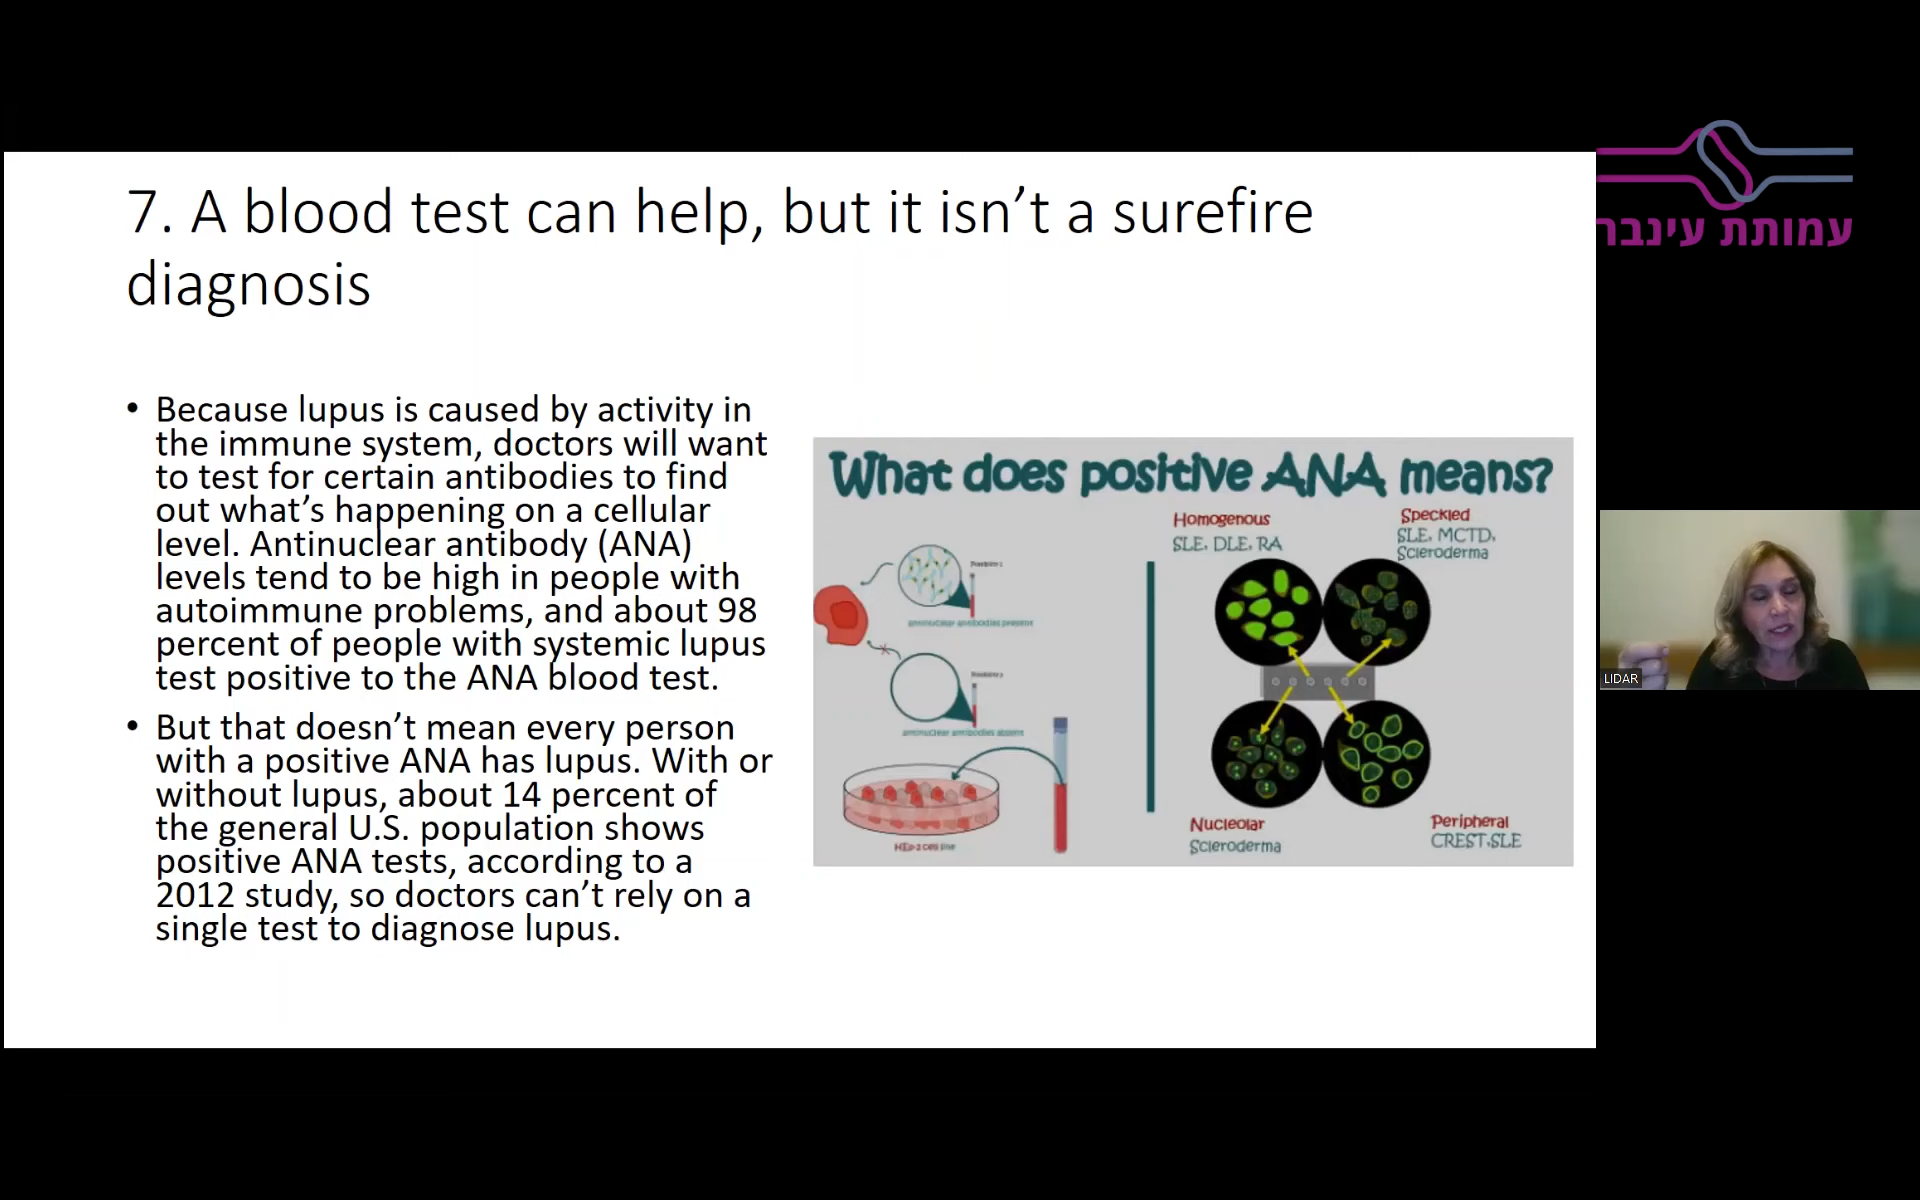 7. A blood test can help, but it isn’t a surefire
diagnosis
• Because lupus is caused by activity in
the immune system, doctors will want
to test for certain antibodies to find
out what’s happening on a cellular
level. Antinuclear antibody (ANA)
levels tend to be high in people with
autoimmune problems, and about 98
percent of people with systemic lupus
test positive to the ANA blood test.
• But that doesn’t mean every person
with a positive ANA has lupus. With or
without lupus, about 14 percent of
the general U.S. population shows
positive ANA tests, according to a
2012 study, so doctors can’t rely on a
single test to diagnose lupus.
What does positive ANA means?
antinuclear antibodies present
antinuclear antibodies absent
HEp-2 cell line
Homogenous
SLE, DLE, RA
Speckled
SLE, MCTD,
Scleroderma
Nucleolar
Scleroderma
Peripheral
CREST,SLE
עמותת עינבר
LIDAR